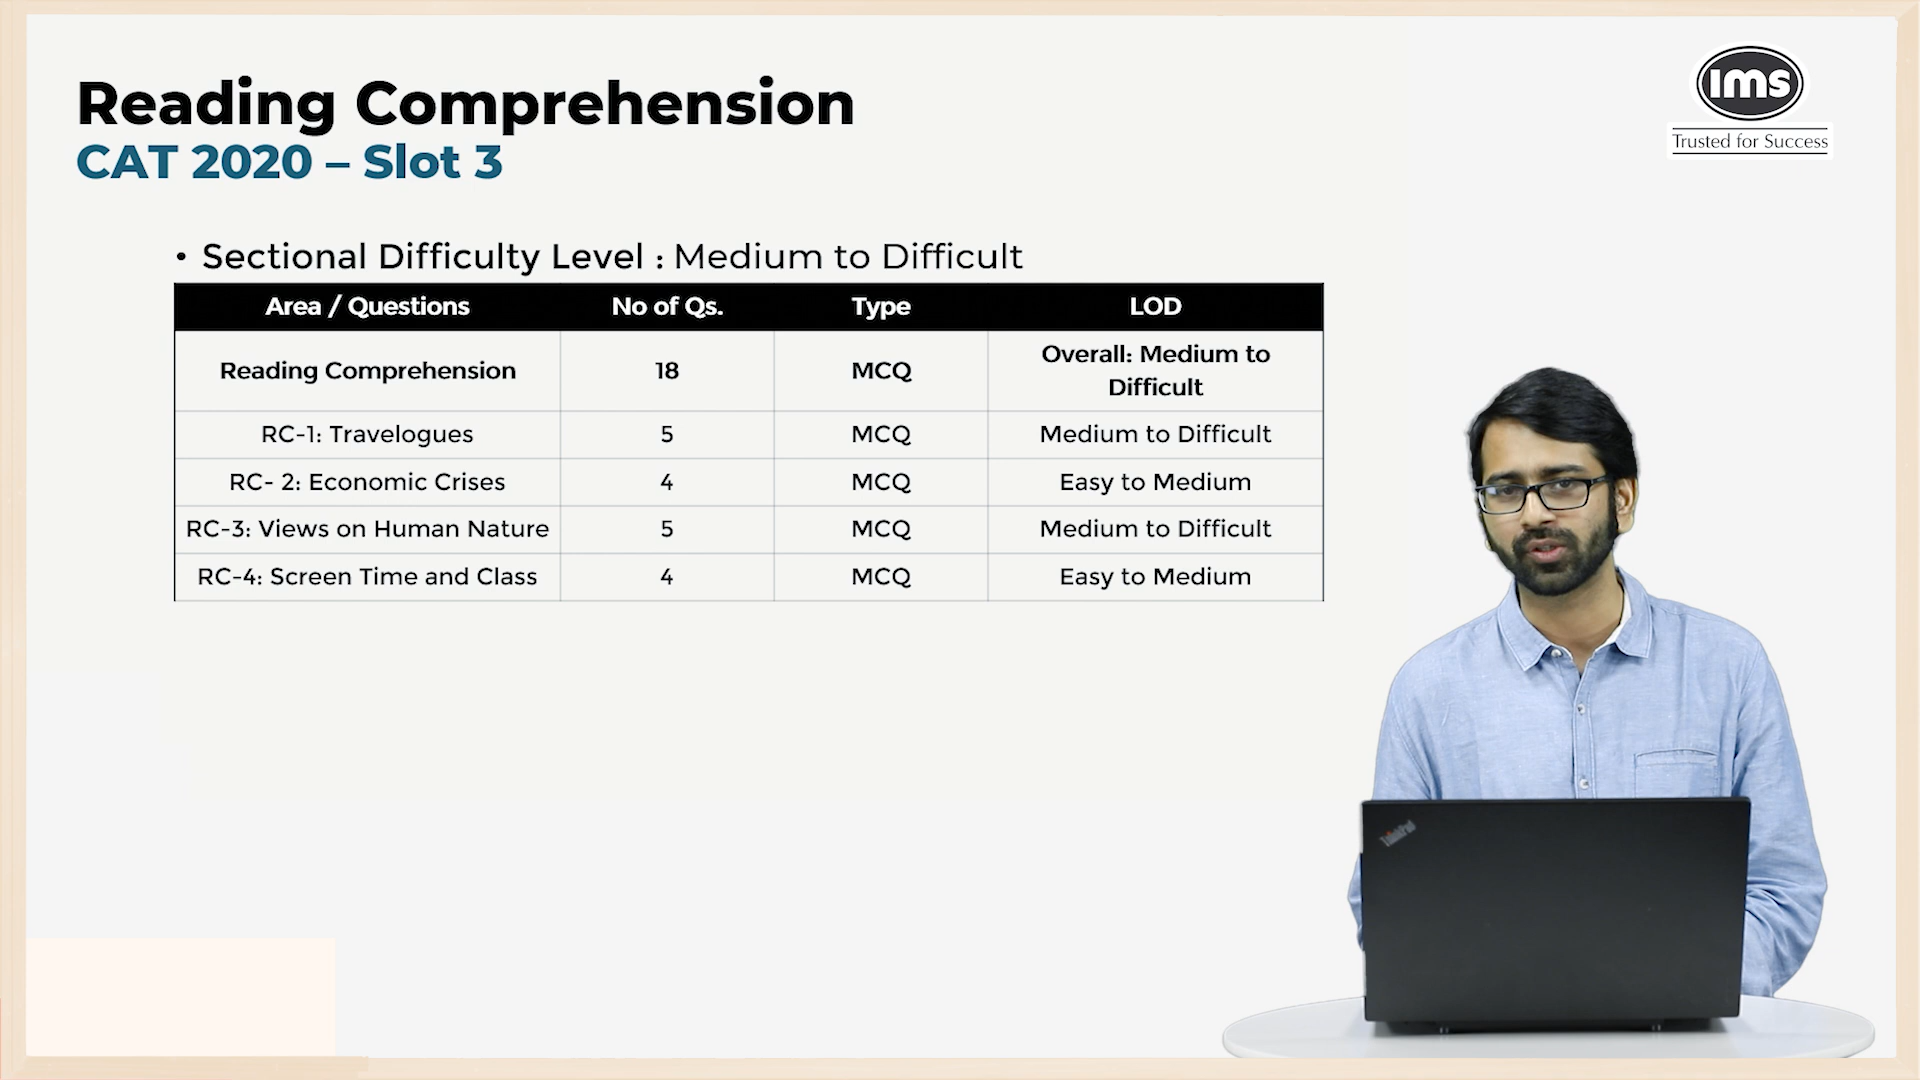 Reading Comprehension
CAT 2020 – Slot 3
ims
Trusted for Success
• Sectional Difficulty Level : Medium to Difficult
Area / Questions No of Qs. Type LOD
Reading Comprehension 18 MCQ Overall: Medium to Difficult
RC-1: Travelogues 5 MCQ Medium to Difficult
RC- 2: Economic Crises 4 MCQ Easy to Medium
RC-3: Views on Human Nature 5 MCQ Medium to Difficult
RC-4: Screen Time and Class 4 MCQ Easy to Medium
ThinkPad